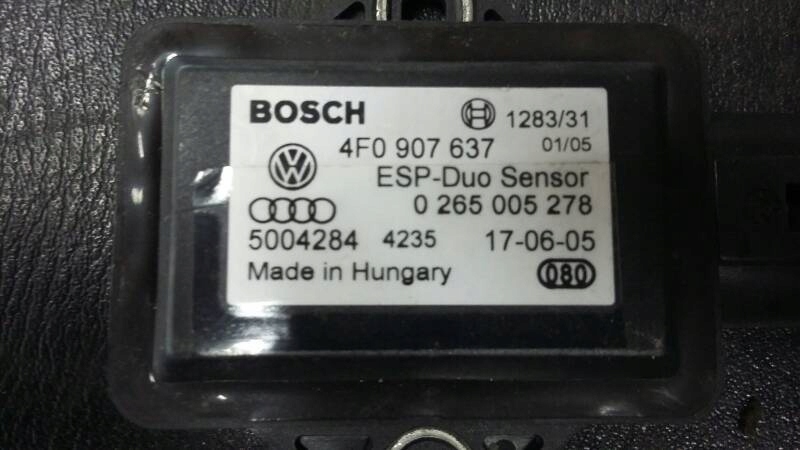 BOSCH 1283/31
4F0 907 637 01/05
ESP-Duo Sensor
0 265 005 278
5004284 4235 17-06-05
Made in Hungary 080